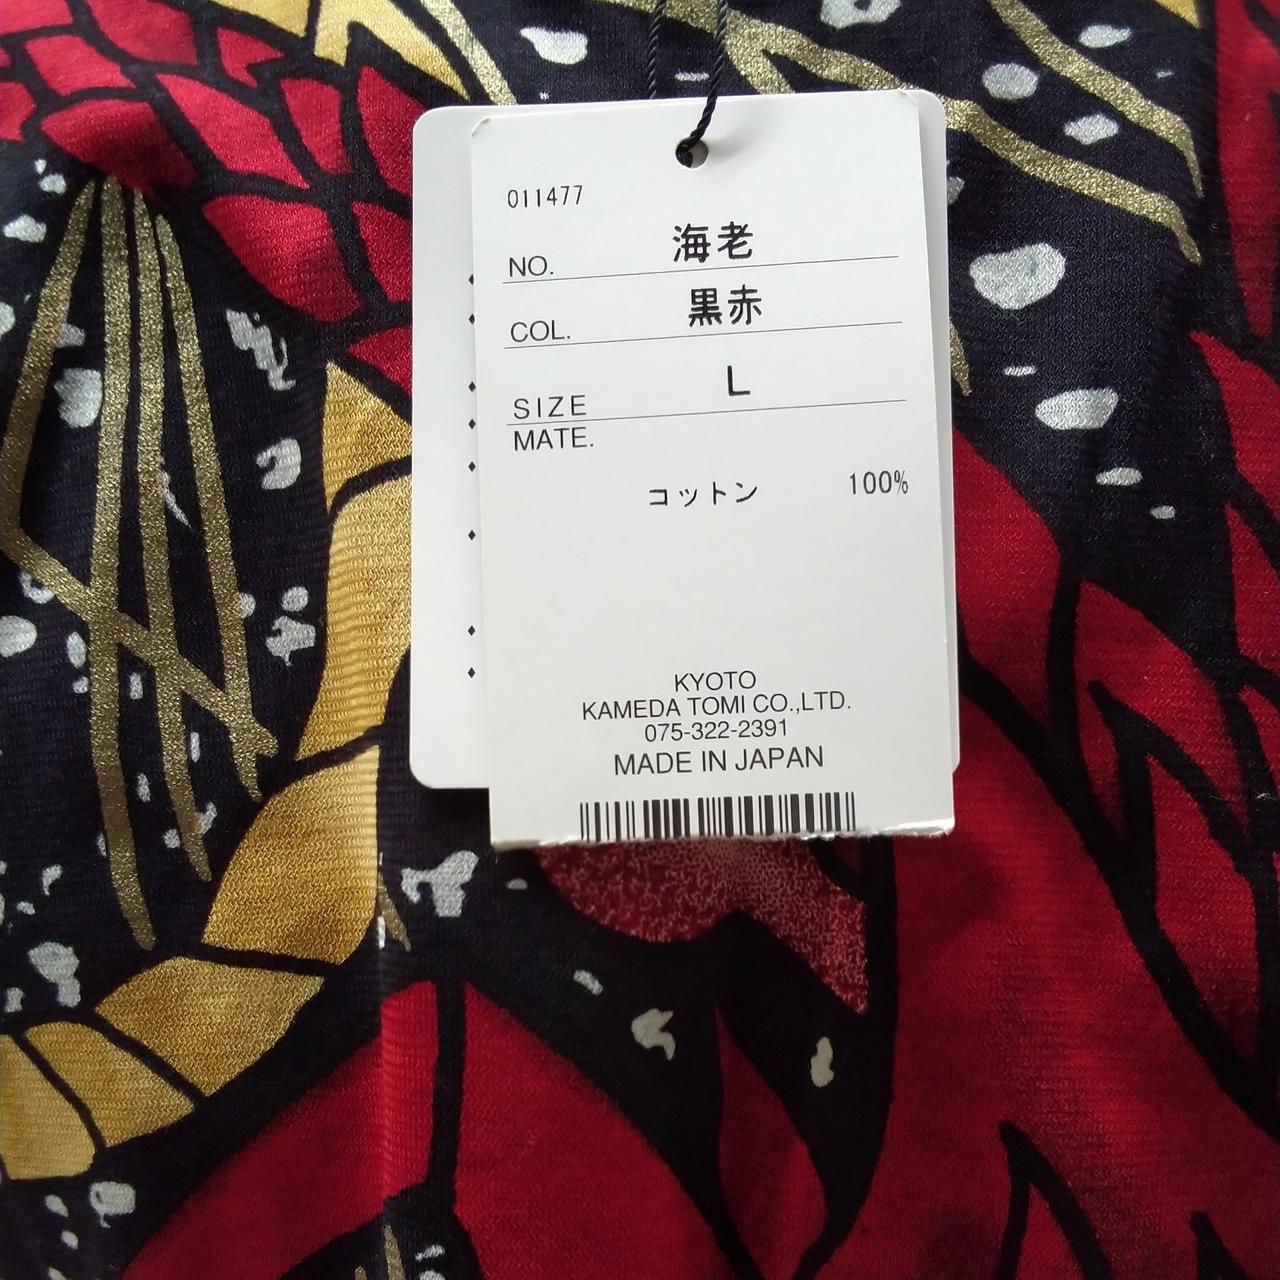 011477
NO. 海老
COL. 黒赤
SIZE L
MATE.
コットン 100%
KYOTO
KAMEDA TOMI CO.,LTD.
075-322-2391
MADE IN JAPAN